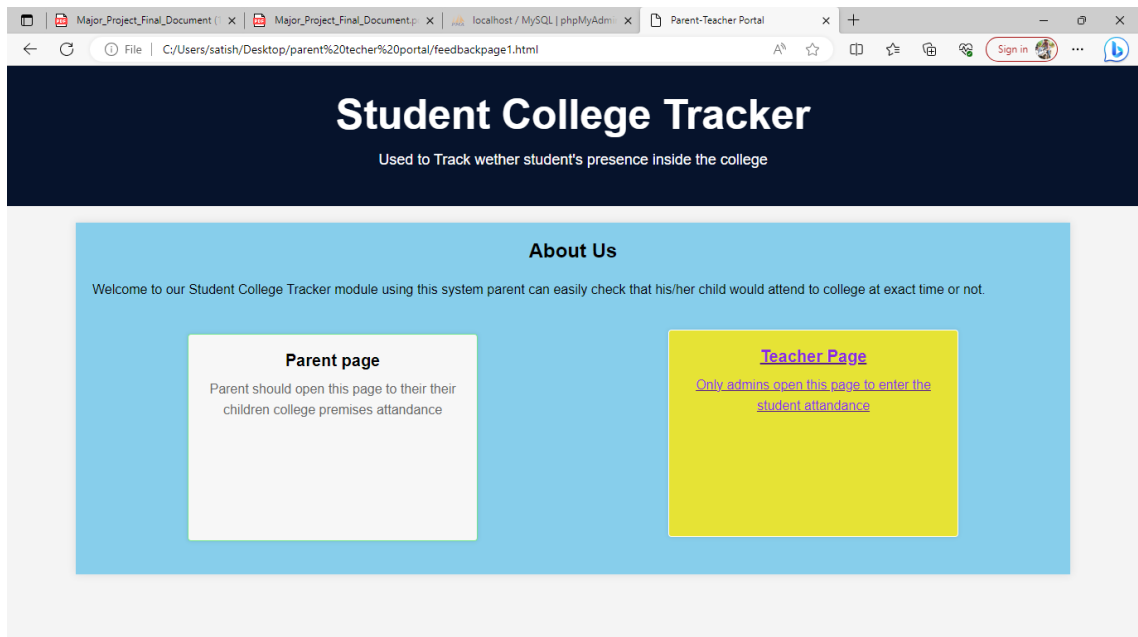 Major_Project_Final_Document (
Major_Project_Final_Document.p
localhost / MySQL | phpMyAdmi
Parent-Teacher Portal
File
C:/Users/satish/Desktop/parent%20techer%20portal/feedbackpage1.html
Sign in
Student College Tracker
Used to Track wether student's presence inside the college
About Us
Welcome to our Student College Tracker module using this system parent can easily check that his/her child would attend to college at exact time or not.
Parent page
Parent should open this page to their their
children college premises attandance
Teacher Page
Only admins open this page to enter the
student attandance